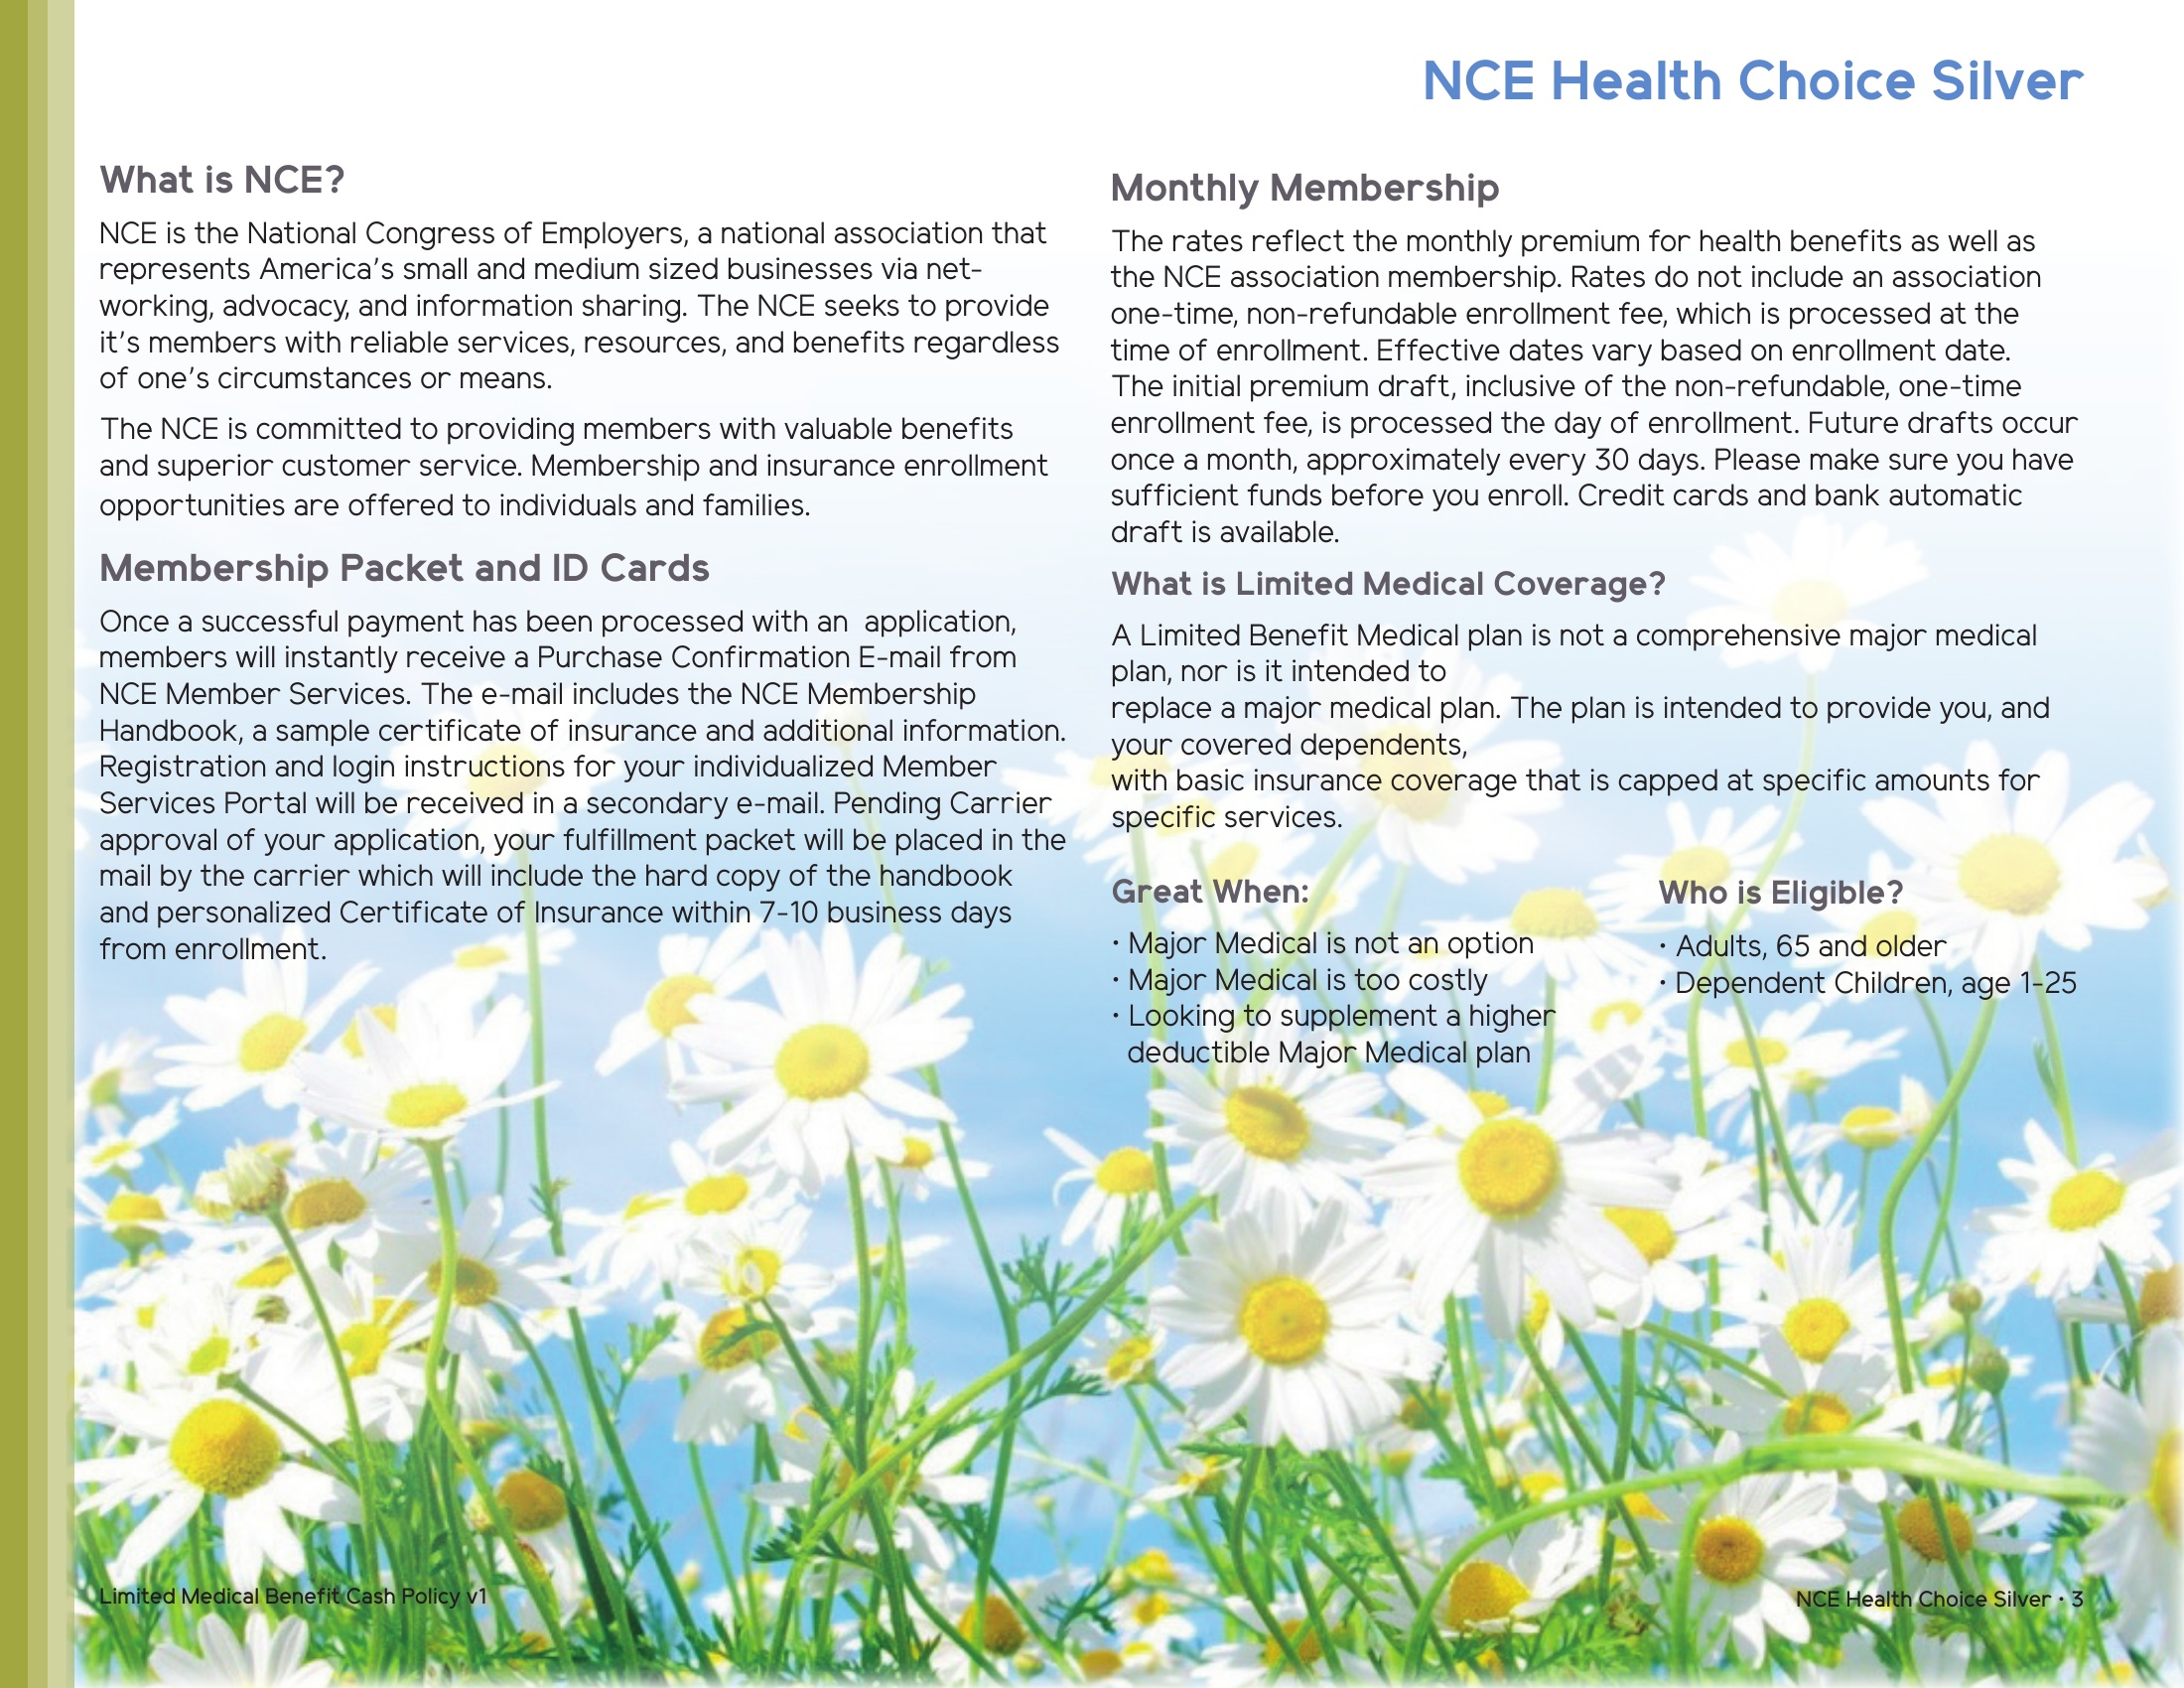 NCE Health Choice Silver
What is NCE?
NCE is the National Congress of Employers, a national association that
represents America's small and medium sized businesses via net-
working, advocacy, and information sharing. The NCE seeks to provide
it's members with reliable services, resources, and benefits regardless
of one's circumstances or means.
The NCE is committed to providing members with valuable benefits
and superior customer service. Membership and insurance enrollment
opportunities are offered to individuals and families.
Membership Packet and ID Cards
Once a successful payment has been processed with an  application,
members will instantly receive a Purchase Confirmation E-mail from
NCE Member Services. The e-mail includes the NCE Membership
Handbook, a sample certificate of insurance and additional information.
Registration and login instructions for your individualized Member
Services Portal will be received in a secondary e-mail. Pending Carrier
approval of your application, your fulfillment packet will be placed in the
mail by the carrier which will include the hard copy of the handbook
and personalized Certificate of Insurance within 7-10 business days
from enrollment.
Monthly Membership
The rates reflect the monthly premium for health benefits as well as
the NCE association membership. Rates do not include an association
one-time, non-refundable enrollment fee, which is processed at the
time of enrollment. Effective dates vary based on enrollment date.
The initial premium draft, inclusive of the non-refundable, one-time
enrollment fee, is processed the day of enrollment. Future drafts occur
once a month, approximately every 30 days. Please make sure you have
sufficient funds before you enroll. Credit cards and bank automatic
draft is available.
What is Limited Medical Coverage?
A Limited Benefit Medical plan is not a comprehensive major medical
plan, nor is it intended to
replace a major medical plan. The plan is intended to provide you, and
your covered dependents,
with basic insurance coverage that is capped at specific amounts for
specific services.
Great When:
• Major Medical is not an option
• Major Medical is too costly
• Looking to supplement a higher
deductible Major Medical plan
Who is Eligible?
• Adults, 65 and older
• Dependent Children, age 1-25
Limited Medical Benefit Cash Policy v1
NCE Health Choice Silver • 3